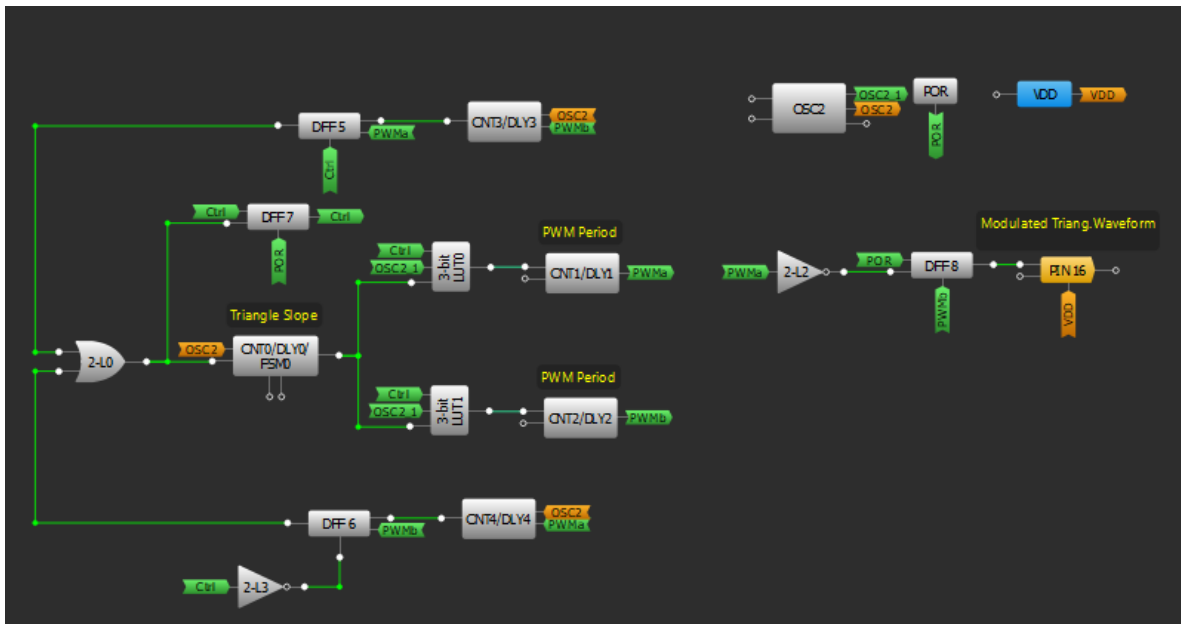 OSC2_1
POR
OSC2
OSC2
VDD
VDD
POR
OSC2
CNT3/DLY3
PWMb
DFF5
PWMa
Ctrl
Ctrl
DFF7
Ctrl
POR
Modulated Triang.Waveform
PWM Period
Ctrl
OSC2_1
3-bit
LUT0
CNT1/DLY1
PWMa
PWMa
2-L2
POR
DFF8
PWMb
PIN 16
VDD
Triangle Slope
2-L0
OSC2
CNT0/DLY0/
FSM0
PWM Period
Ctrl
OSC2_1
3-bit
LUT1
CNT2/DLY2
PWMb
DFF6
PWMb
CNT4/DLY4
OSC2
PWMa
Ctrl
2-L3